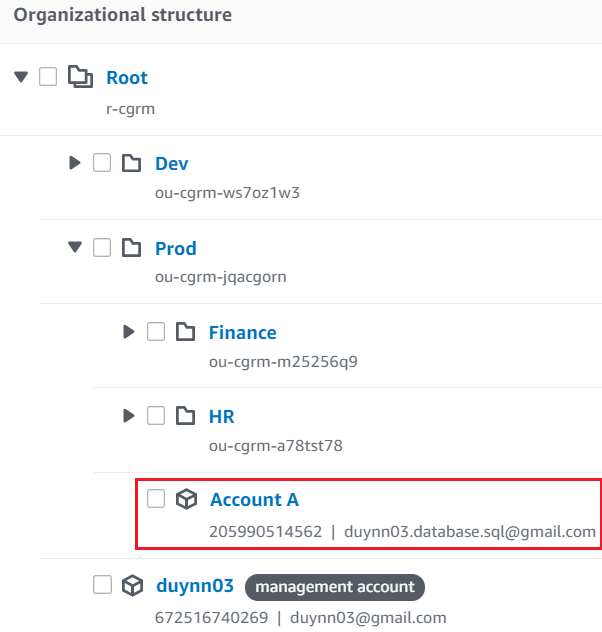 Organizational structure
Root
r-cgrm
Dev
ou-cgrm-ws7oz1w3
Prod
ou-cgrm-jqacgorn
Finance
ou-cgrm-m25256q9
HR
ou-cgrm-a78tst78
Account A
205990514562 | duynn03.database.sql@gmail.com
duynn03 management account
672516740269 | duynn03@gmail.com